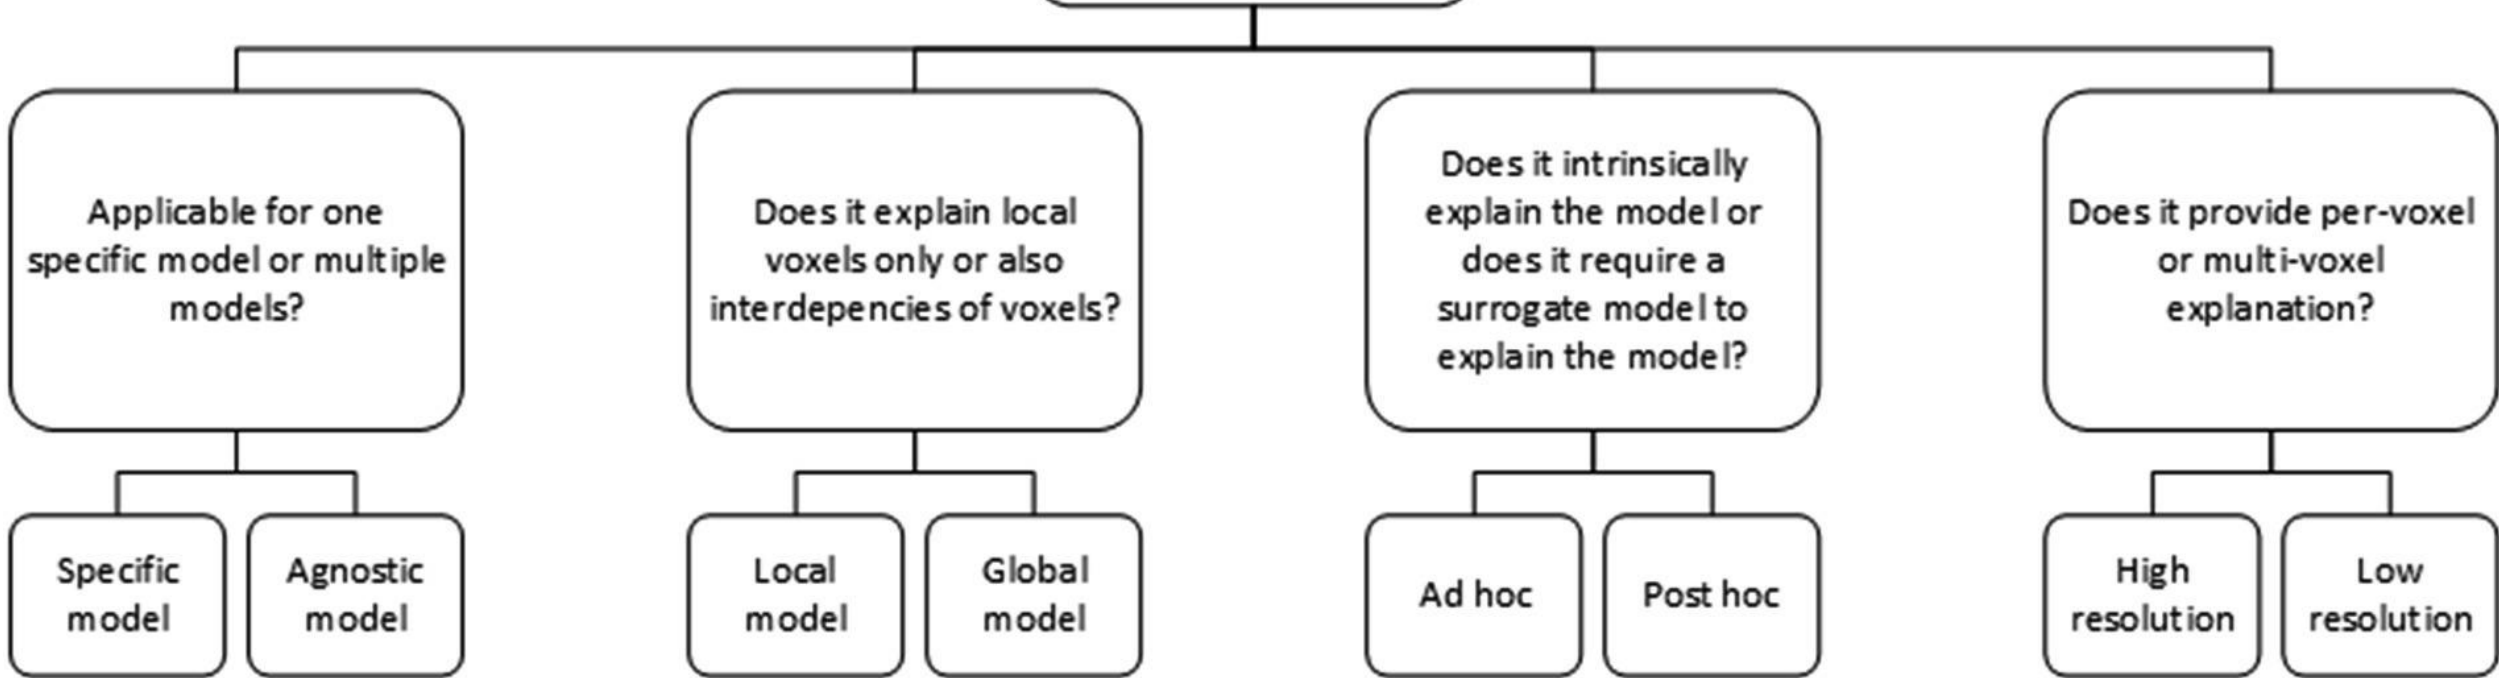 Applicable for one
specific model or multiple
models?
Does it explain local
voxels only or also
interdepencies of voxels?
Does it intrinsically
explain the model or
does it require a
surrogate model to
explain the model?
Does it provide per-voxel
or multi-voxel
explanation?
Specific
model
Agnostic
model
Local
model
Global
model
Ad hoc
Post hoc
High
resolution
Low
resolution